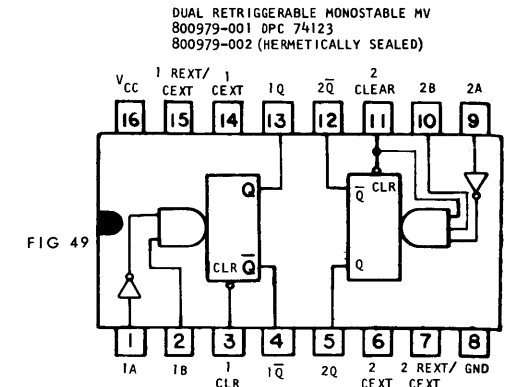 DUAL RETRIGGERABLE MONOSTABLE MV
800979-001 DPC 74123
800979-002 (HERMETICALLY SEALED)
VCC
1 REXT/
CEXT
1
CEXT
1Q
2Q̅
2
CLEAR
2B
2A
16 15 14 13 12 11 10 9
Q
Q̅ CLR
FIG 49
CLR Q̅
Q
1 2 3 4 5 6 7 8
1A
1B
1
CLR
1Q̅
2Q
2
CEXT
2 REXT/
CEXT
GND